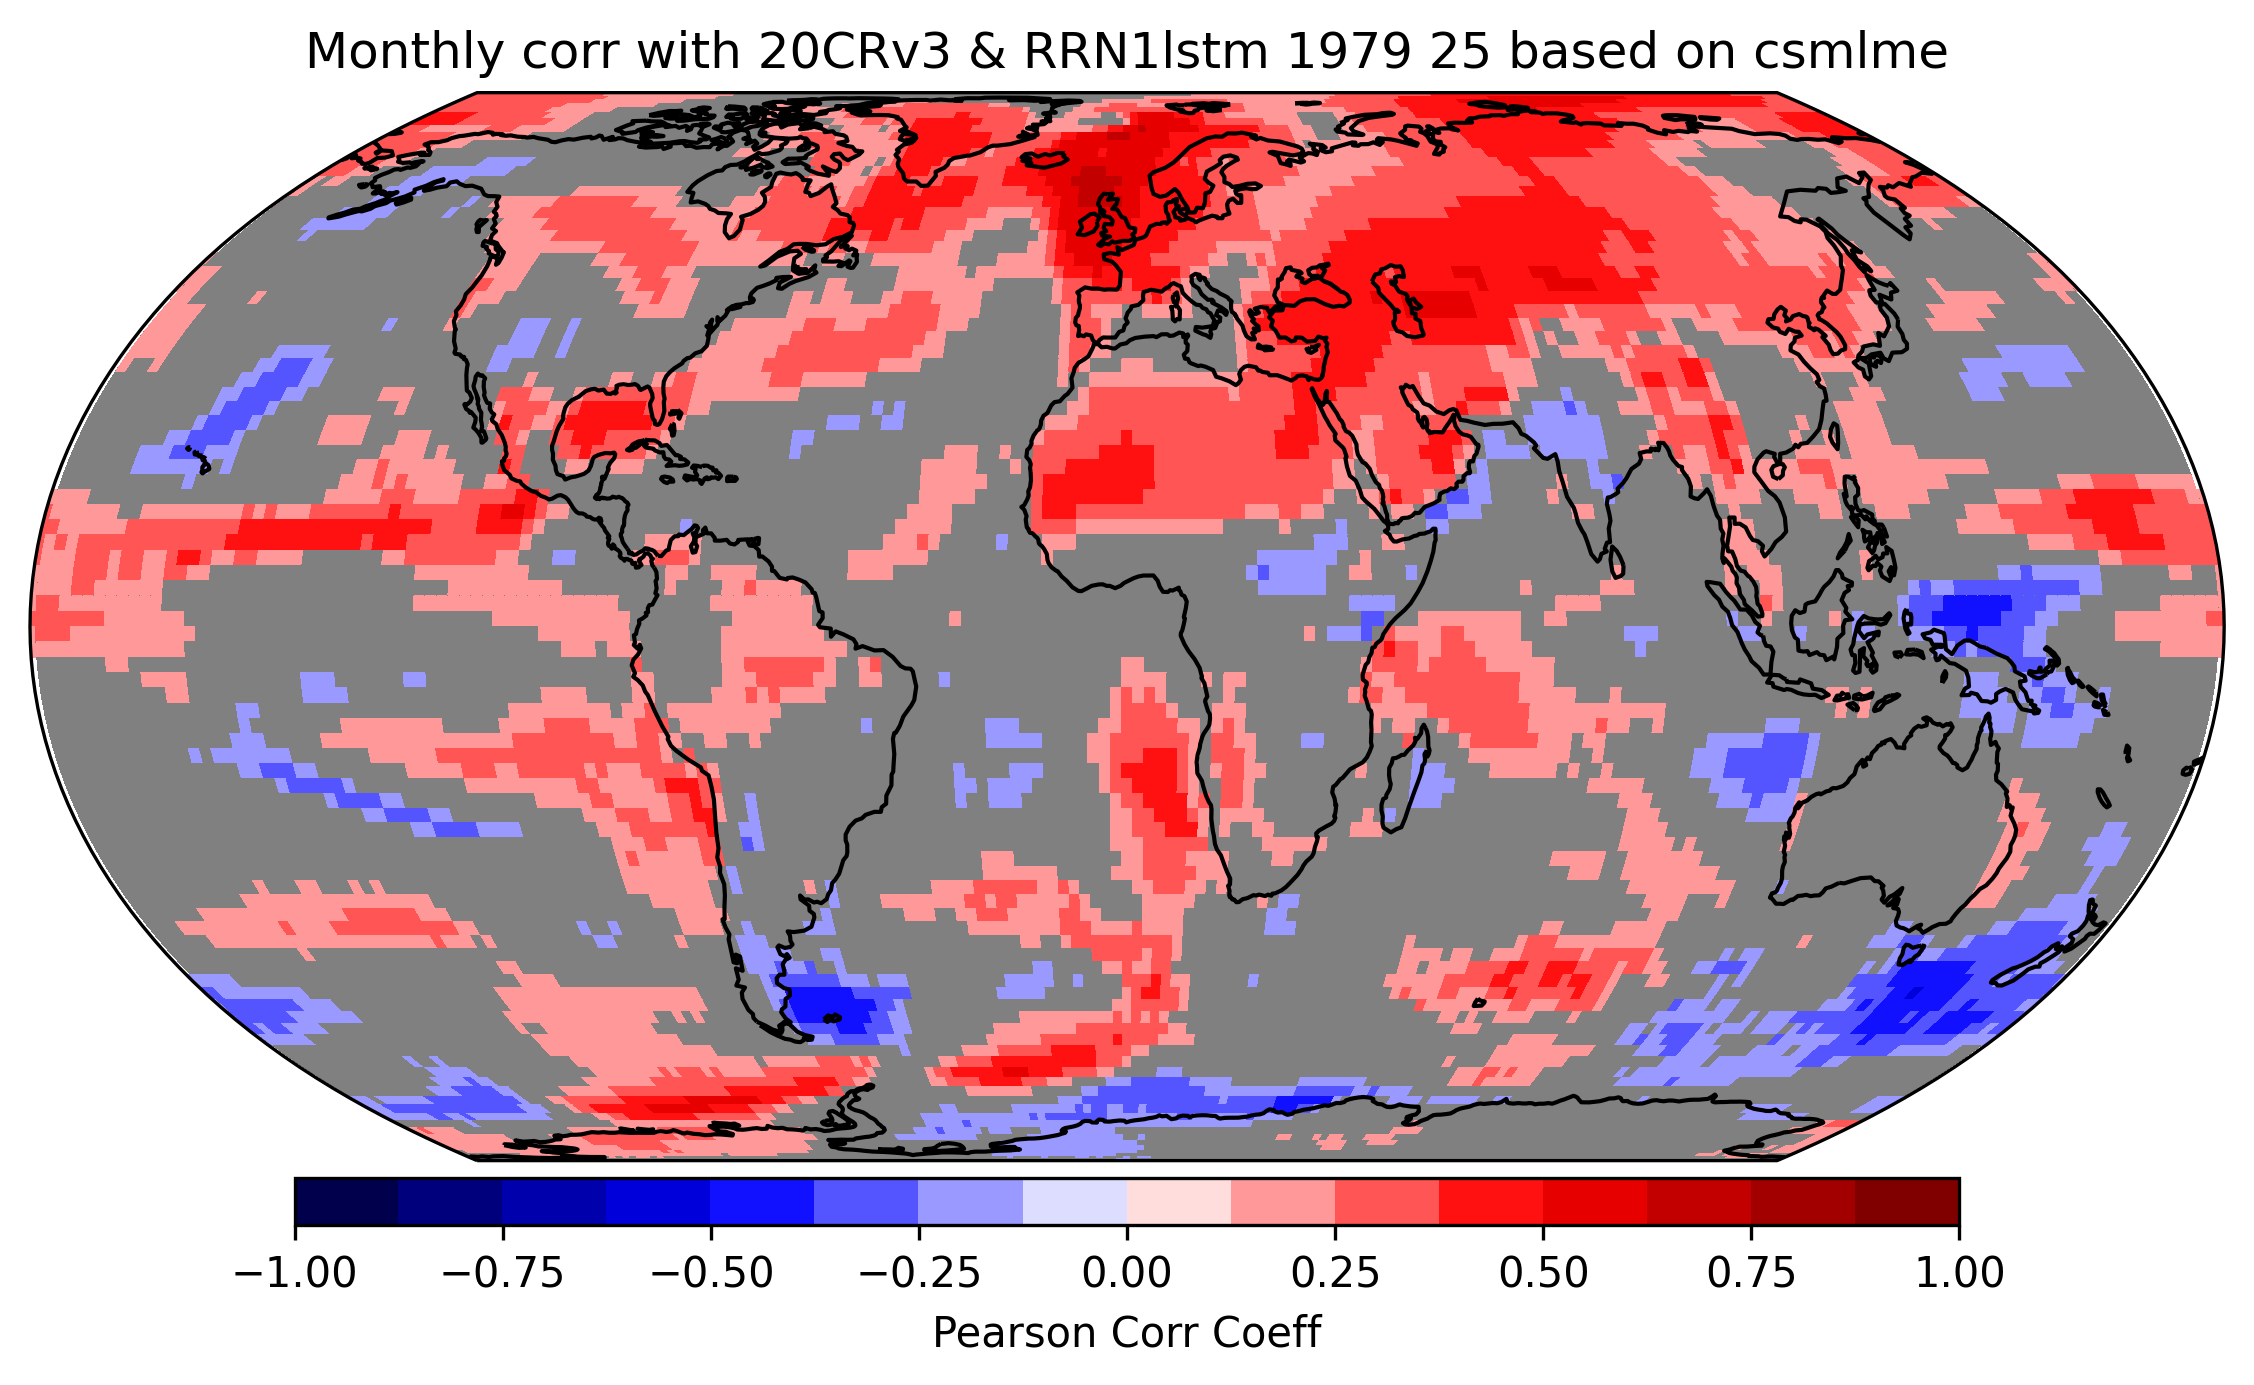 Monthly corr with 20CRv3 & RRN1lstm 1979 25 based on csmlme
−1.00 −0.75 −0.50 −0.25 0.00 0.25 0.50 0.75 1.00
Pearson Corr Coeff